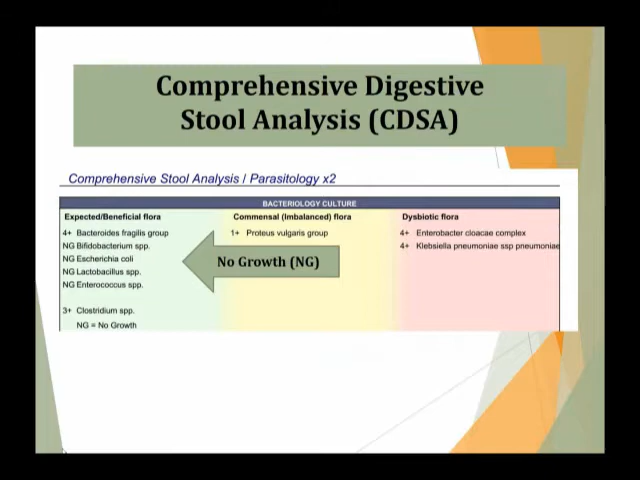 Comprehensive Digestive
Stool Analysis (CDSA)
Comprehensive Stool Analysis / Parasitology x2
BACTERIOLOGY CULTURE
Expected/Beneficial flora
4+ Bacteroides fragilis group
NG Bifidobacterium spp.
NG Escherichia coli
NG Lactobacillus spp.
NG Enterococcus spp.
3+ Clostridium spp.
NG = No Growth
Commensal (Imbalanced) flora
1+ Proteus vulgaris group
No Growth (NG)
Dysbiotic flora
4+ Enterobacter cloacae complex
4+ Klebsiella pneumoniae ssp pneumoniae